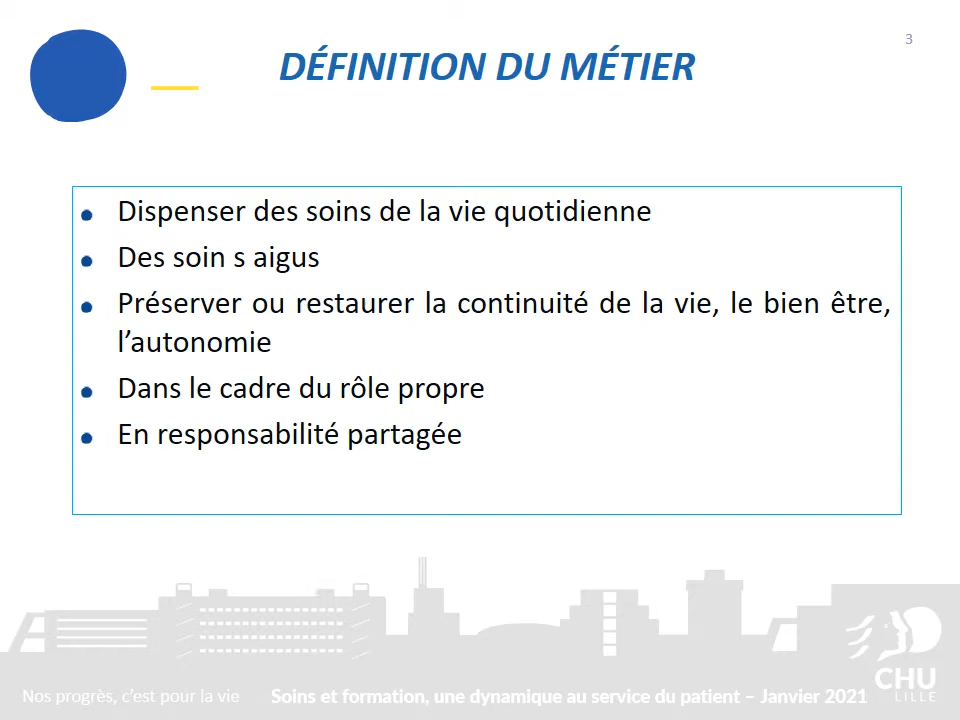 3
DÉFINITION DU MÉTIER
Dispenser des soins de la vie quotidienne
Des soin s aigus
Préserver ou restaurer la continuité de la vie, le bien être,
l’autonomie
Dans le cadre du rôle propre
En responsabilité partagée
Nos progrès, c’est pour la vie
Soins et formation, une dynamique au service du patient – Janvier 2021
CHU
LILLE